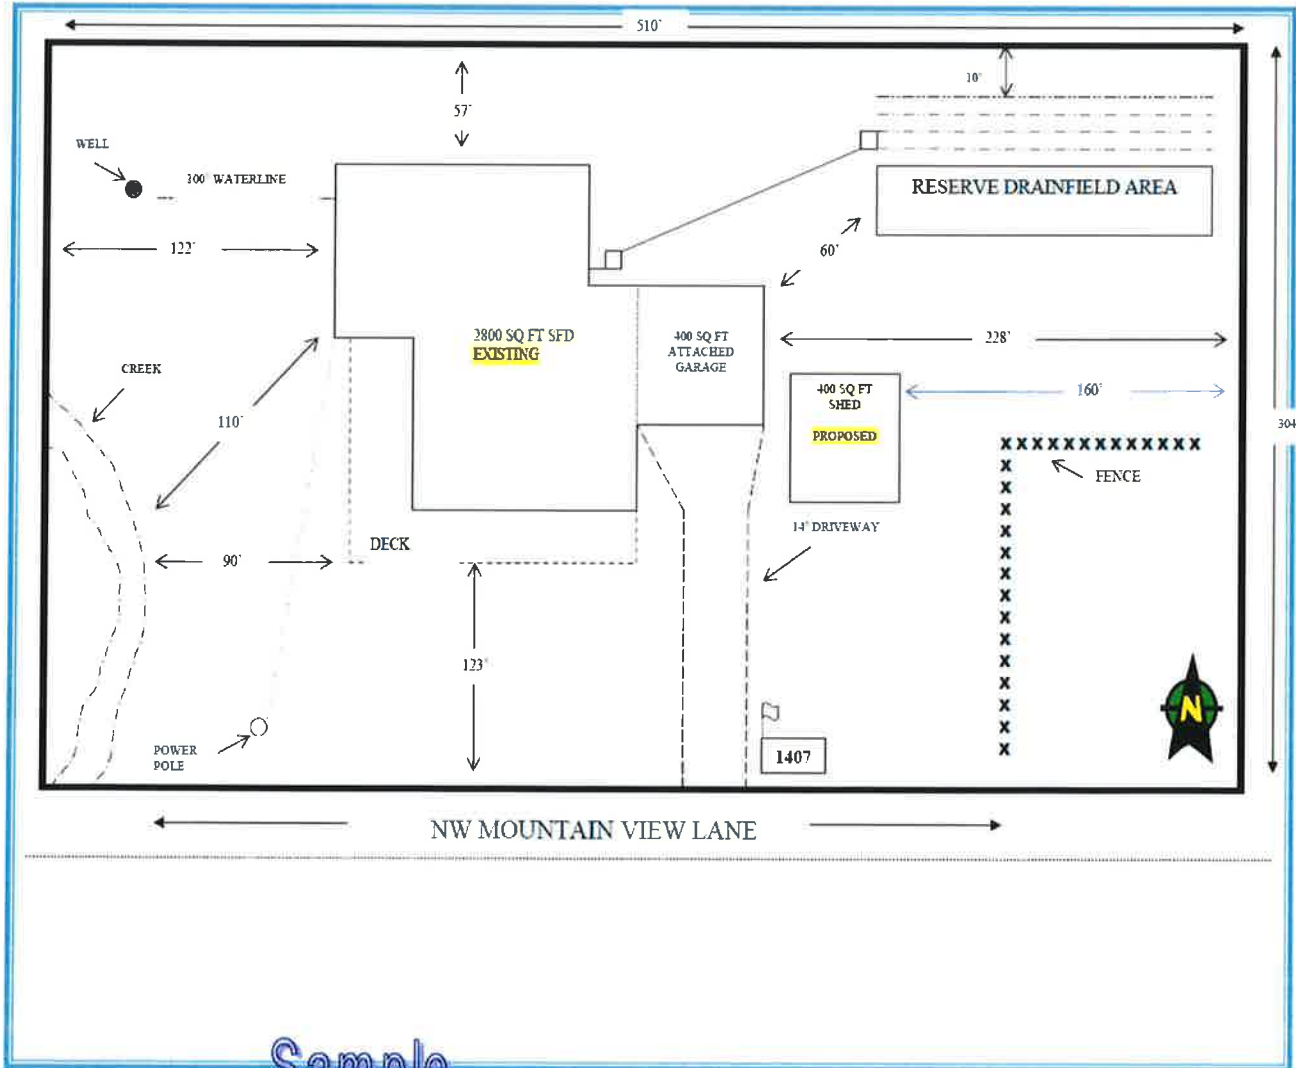 510'
10'
57'
WELL
100' WATERLINE
RESERVE DRAINFIELD AREA
122'
60'
2800 SQ FT SFD
EXISTING
400 SQ FT
ATTACHED
GARAGE
228'
CREEK
400 SQ FT
SHED
PROPOSED
160'
110'
304
X X X X X X X X X X X X X
X
X
X
X
X
X
X
X
X
X
X
X
X
X
FENCE
14' DRIVEWAY
DECK
90'
123'
N
POWER
POLE
1407
NW MOUNTAIN VIEW LANE
Sample